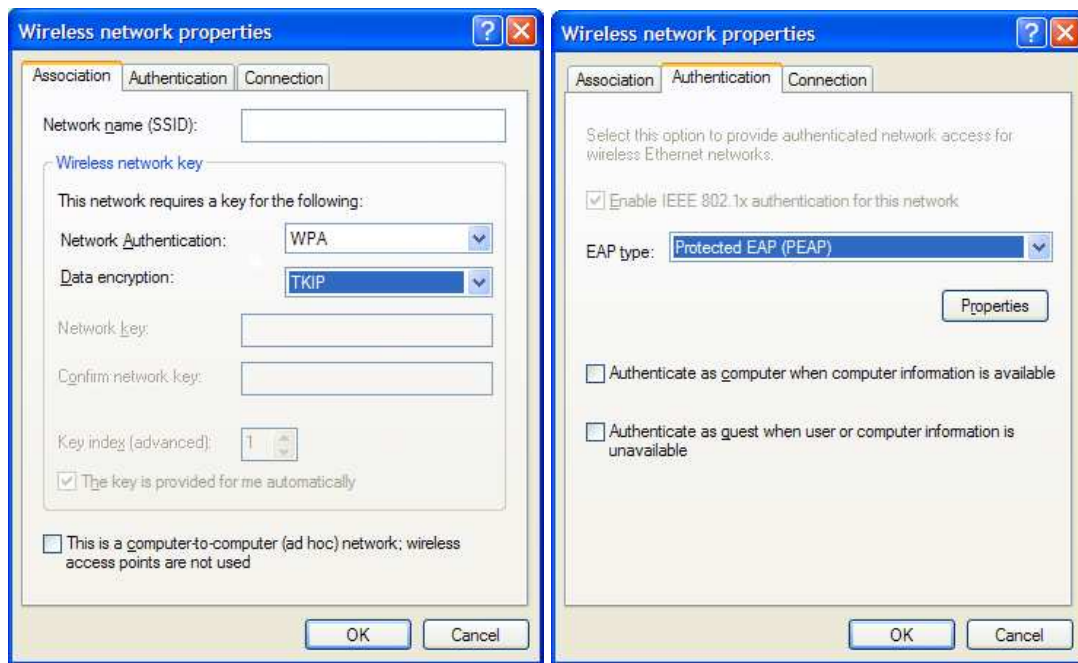 Wireless network properties
Association Authentication Connection
Network name (SSID):
Wireless network key
This network requires a key for the following:
Network Authentication: WPA
Data encryption: TKIP
Network key:
Confirm network key:
Key index (advanced): 1
The key is provided for me automatically
This is a computer-to-computer (ad hoc) network; wireless
access points are not used
OK Cancel
Wireless network properties
Association Authentication Connection
Select this option to provide authenticated network access for
wireless Ethernet networks.
Enable IEEE 802.1x authentication for this network
EAP type: Protected EAP (PEAP)
Properties
Authenticate as computer when computer information is available
Authenticate as guest when user or computer information is
unavailable
OK Cancel